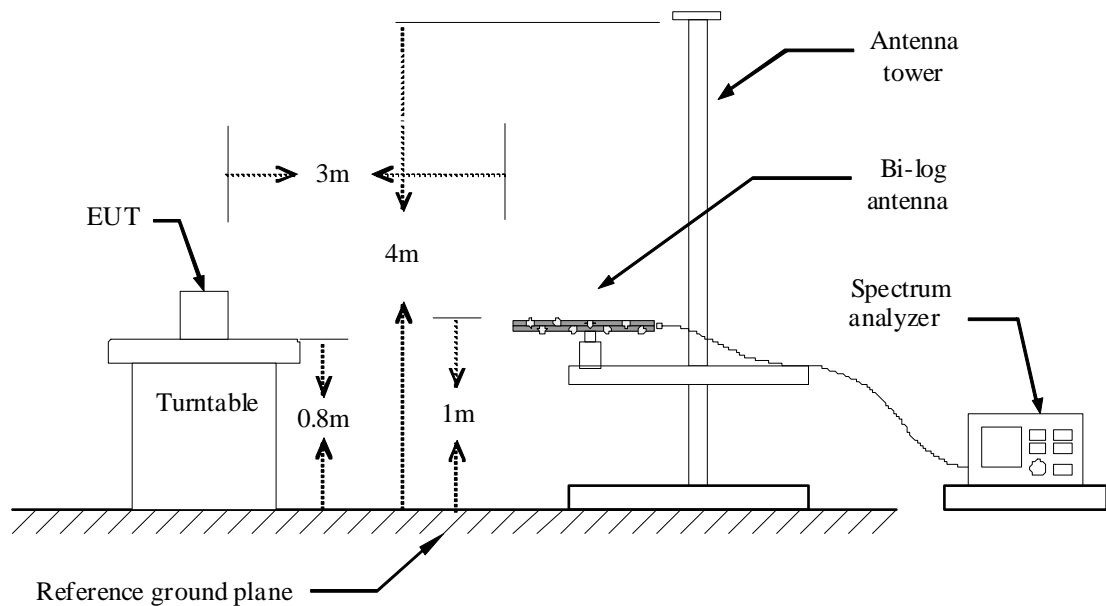 Antenna
tower
3m
Bi-log
antenna
EUT
4m
Spectrum
analyzer
Turntable
0.8m
1m
Reference ground plane